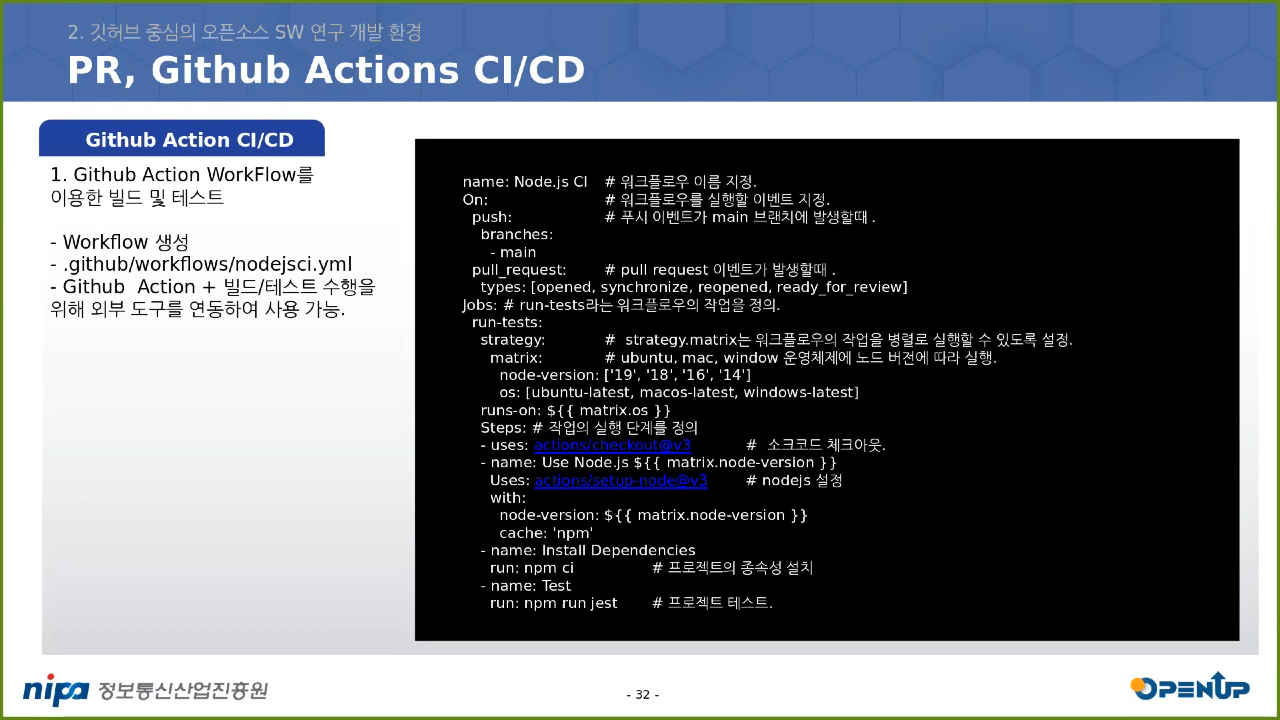 2. 깃허브 중심의 오픈소스 SW 연구 개발 환경
PR, Github Actions CI/CD
Github Action CI/CD
1. Github Action WorkFlow를
이용한 빌드 및 테스트
- Workflow 생성
- .github/workflows/nodejsci.yml
- Github  Action + 빌드/테스트 수행을
위해 외부 도구를 연동하여 사용 가능.
name: Node.js CI    # 워크플로우 이름 지정.
On:    # 워크플로우를 실행할 이벤트 지정.
push:    # 푸시 이벤트가 main 브랜치에 발생할때 .
branches:
- main
pull_request:    # pull request 이벤트가 발생할때 .
types: [opened, synchronize, reopened, ready_for_review]
Jobs: # run-tests라는 워크플로우의 작업을 정의.
run-tests:
strategy:    #  strategy.matrix는 워크플로우의 작업을 병렬로 실행할 수 있도록 설정.
matrix:    # ubuntu, mac, window 운영체제에 노드 버전에 따라 실행.
node-version: ['19', '18', '16', '14']
os: [ubuntu-latest, macos-latest, windows-latest]
runs-on: ${{ matrix.os }}
Steps: # 작업의 실행 단계를 정의
- uses: actions/checkout@v3    #  소크코드 체크아웃.
- name: Use Node.js ${{ matrix.node-version }}
Uses: actions/setup-node@v3    # nodejs 설정
with:
node-version: ${{ matrix.node-version }}
cache: 'npm'
- name: Install Dependencies
run: npm ci    # 프로젝트의 종속성 설치
- name: Test
run: npm run jest    # 프로젝트 테스트.
nipa 정보통신산업진흥원
- 32 -
OPENUP